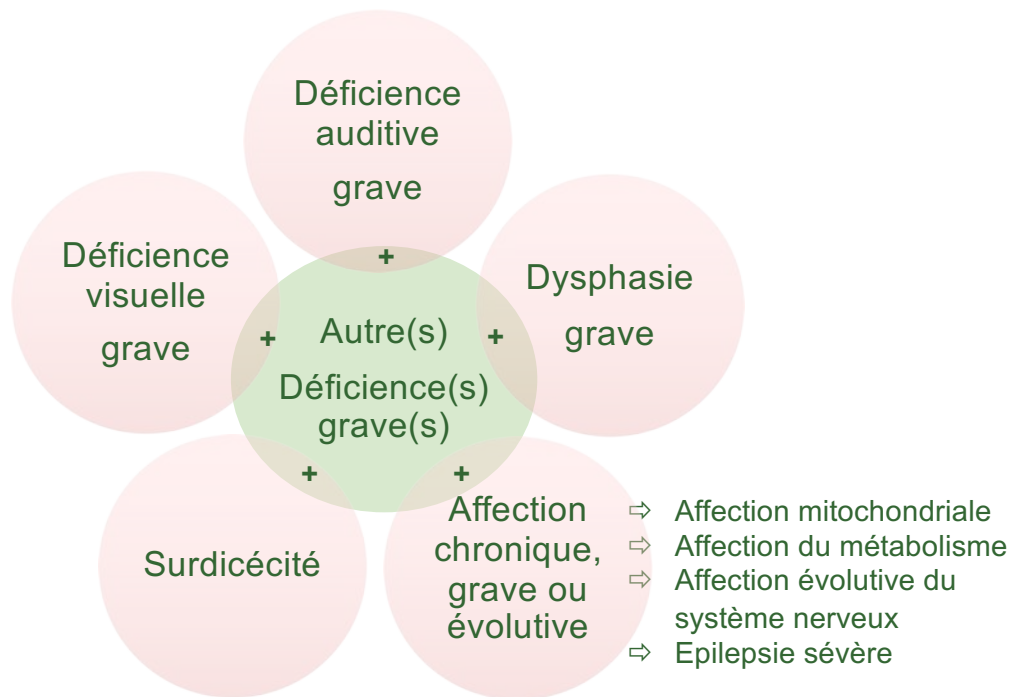 Déficience
auditive
grave
Déficience
visuelle
grave
+
Dysphasie
grave
+
+
Autre(s)
Déficience(s)
grave(s)
+
+
Surdicécité
Affection
chronique,
grave ou
évolutive
⇨ Affection mitochondriale
⇨ Affection du métabolisme
⇨ Affection évolutive du
système nerveux
⇨ Epilepsie sévère